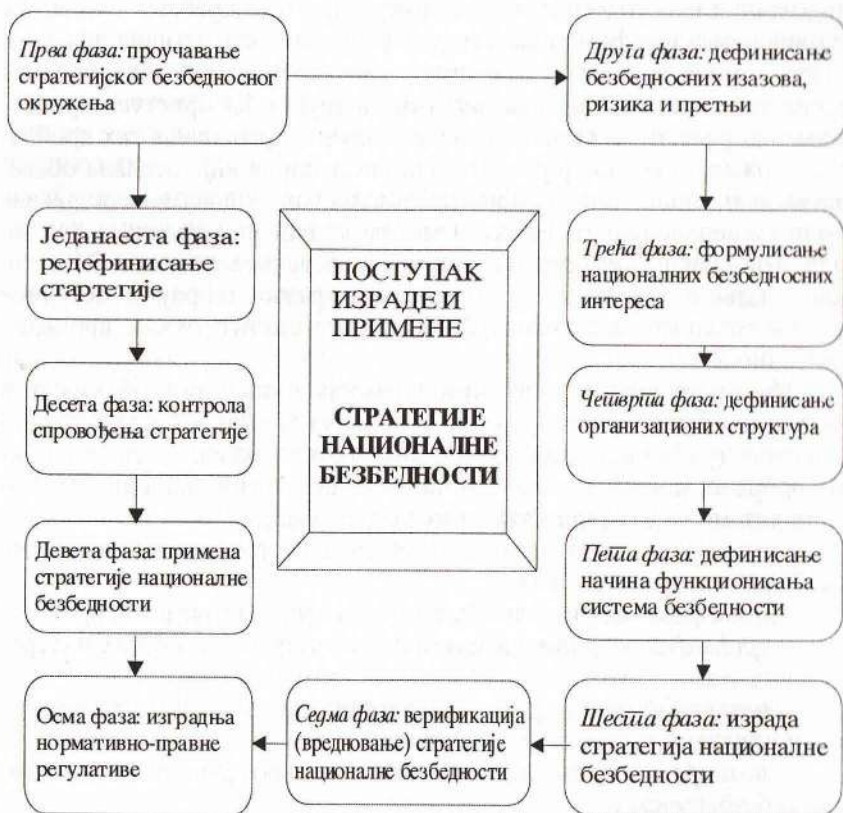 Прва фаза: проучавање
стратегијског безбедносног
окружења
Друга фаза: дефинисање
безбедносних изазова,
ризика и претњи
Једанаеста фаза:
редефилисање
стартегије
ПОСТУПАК
ИЗРАДЕ И
ПРИМЕНЕ
СТРАТЕГИЈЕ
НАЦИОНАЛНЕ
БЕЗБЕДНОСТИ
Трећа фаза: формулисање
националних безбедносних
интереса
Десета фаза: контрола
спровођења стратегије
Четврта фаза: дефинисање
организационих структура
Девета фаза: примена
стратегије националне
безбедности
Пета фаза: дефинисање
начина функционисања
система безбедности
Осма фаза: изградња
нормативно-правне
регулативе
Седма фаза: верификација
(вредновање) стратегије
националне безбедности
Шеста фаза: израда
стратегија националне
безбедности